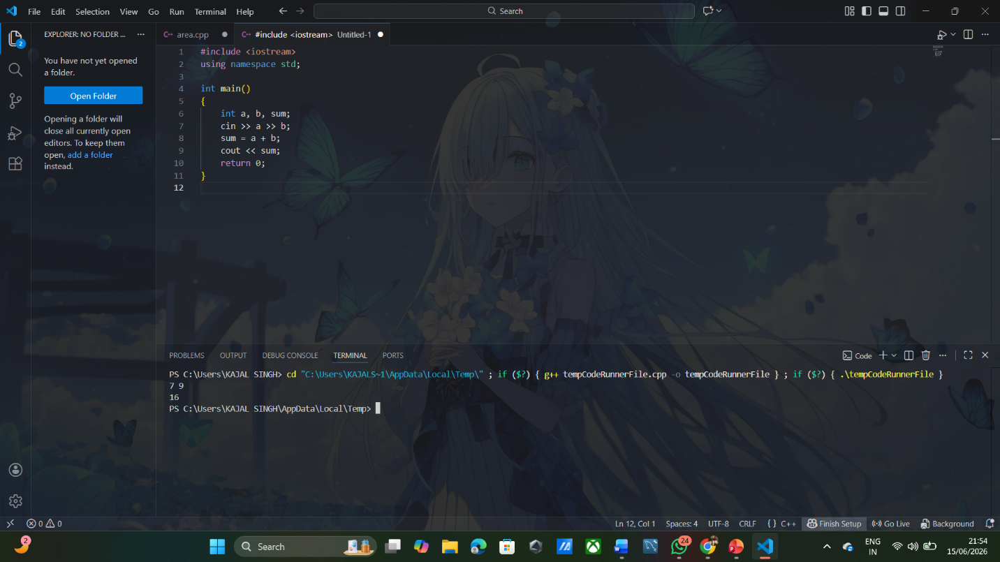 File Edit Selection View Go Run Terminal Help
Search
EXPLORER: NO FOLDER ...
area.cpp
#include <iostream> Untitled-1
2
You have not yet opened
a folder.
Open Folder
Opening a folder will
close all currently open
editors. To keep them
open, add a folder
instead.
1 #include <iostream>
2 using namespace std;
3
4 int main()
5 {
6     int a, b, sum;
7     cin >> a >> b;
8     sum = a + b;
9     cout << sum;
10     return 0;
11 }
12
PROBLEMS OUTPUT DEBUG CONSOLE TERMINAL PORTS
Code
PS C:\Users\KAJAL SINGH> cd "C:\Users\KAJALS~1\AppData\Local\Temp\" ; if ($?) { g++ tempCodeRunnerFile.cpp -o tempCodeRunnerFile } ; if ($?) { .\tempCodeRunnerFile }
7 9
16
PS C:\Users\KAJAL SINGH\AppData\Local\Temp>
0 0
Ln 12, Col 1 Spaces: 4 UTF-8 CRLF { } C++ Finish Setup Go Live Background
2
Search
24
ENG
IN
21:54
15/06/2026